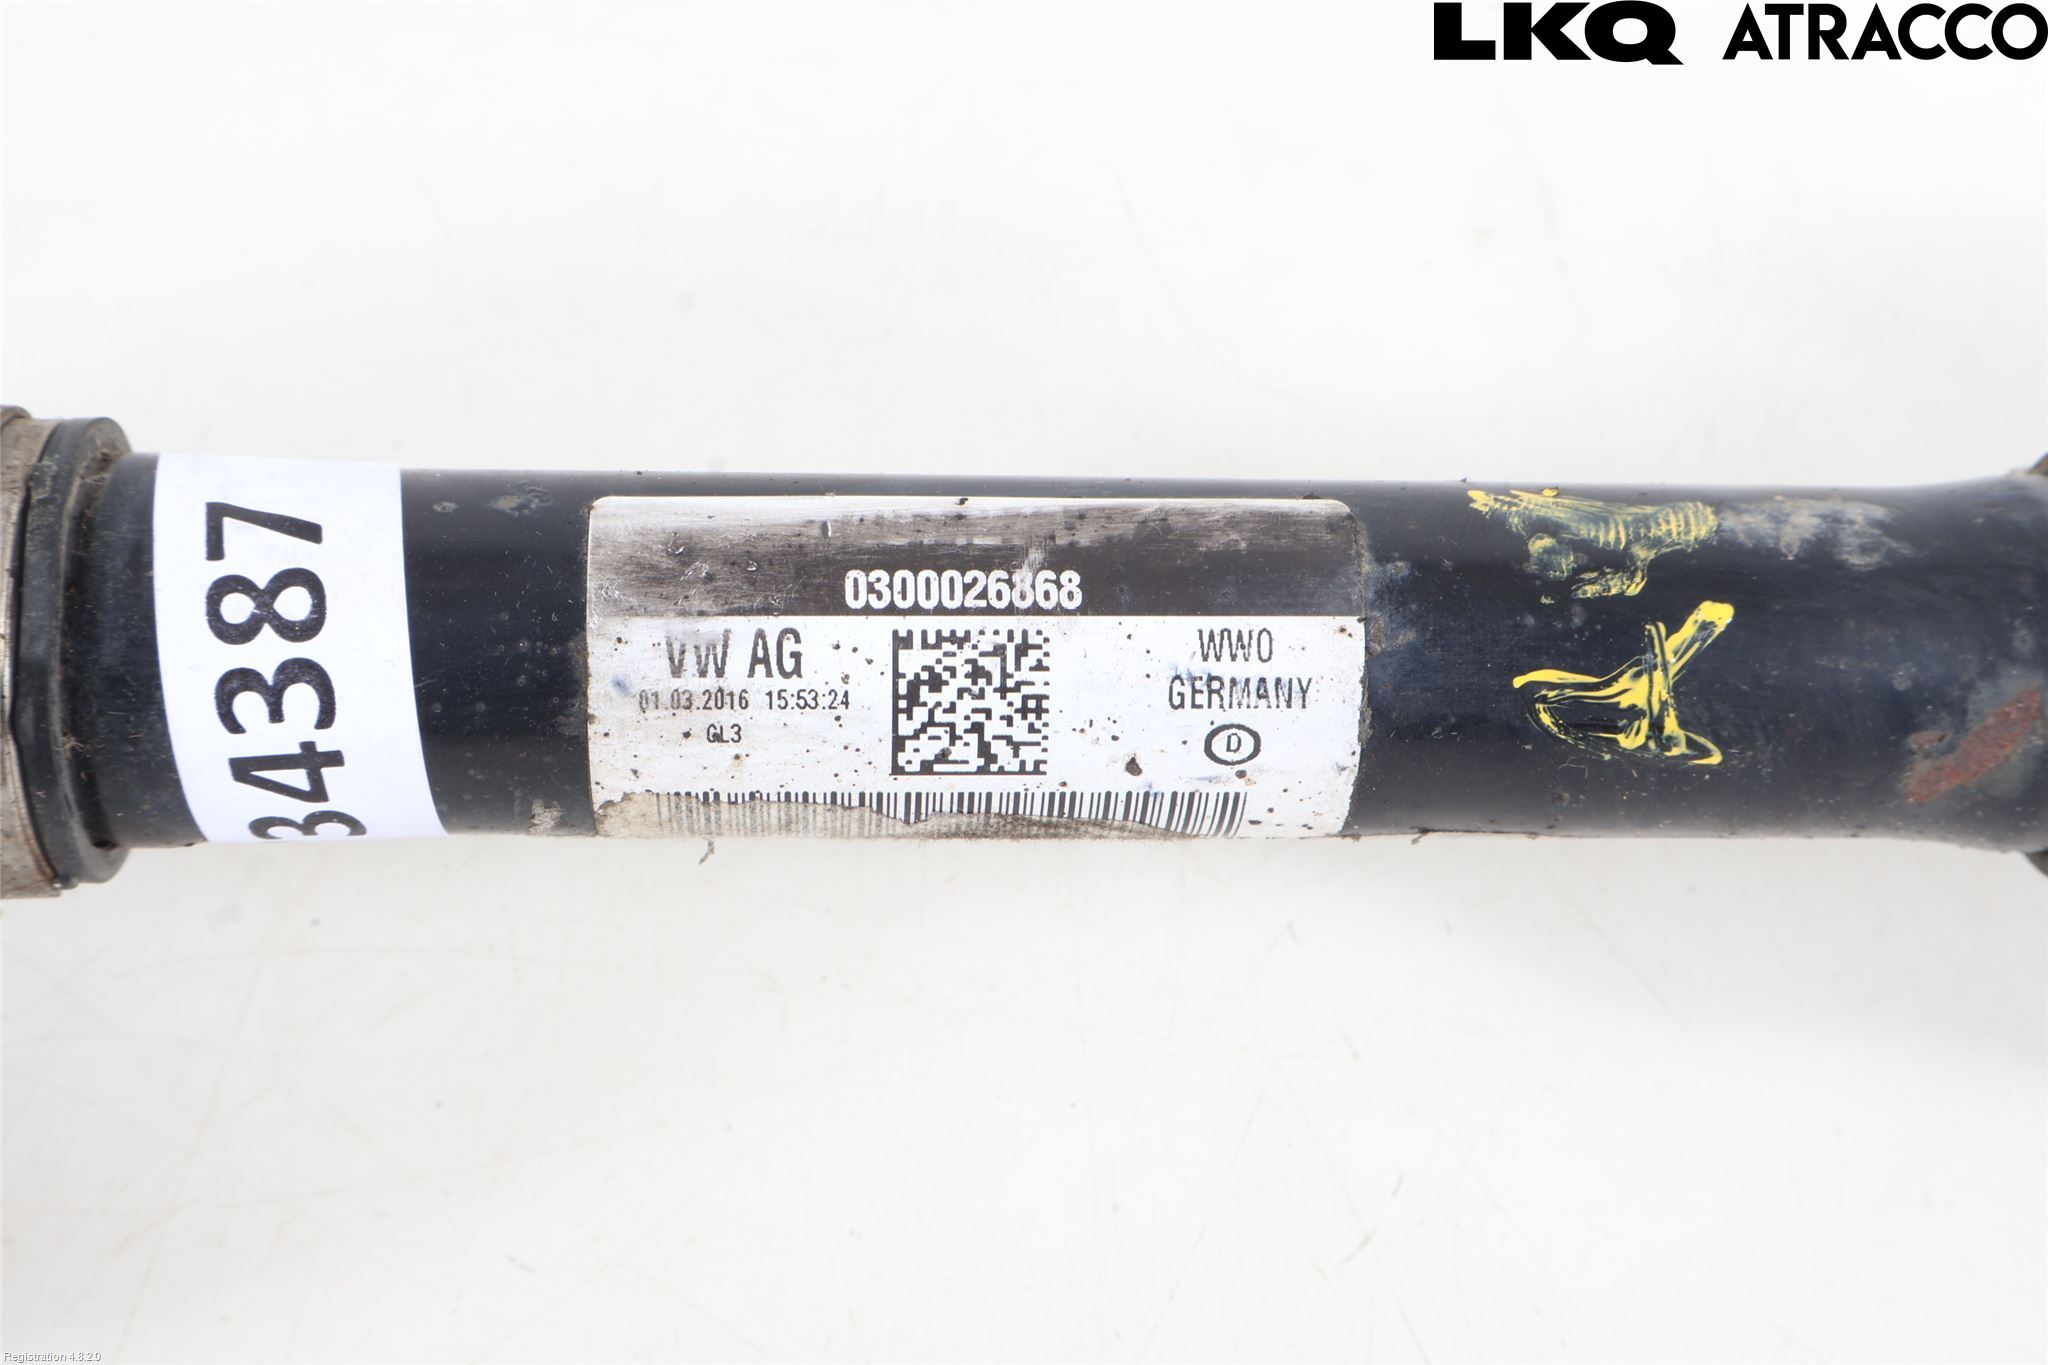 LKQ ATRACCO
34387
0300026868
VW AG
01.03.2016 15:53:24
GL3
WWO
GERMANY
D
Registration 4.8.2.0